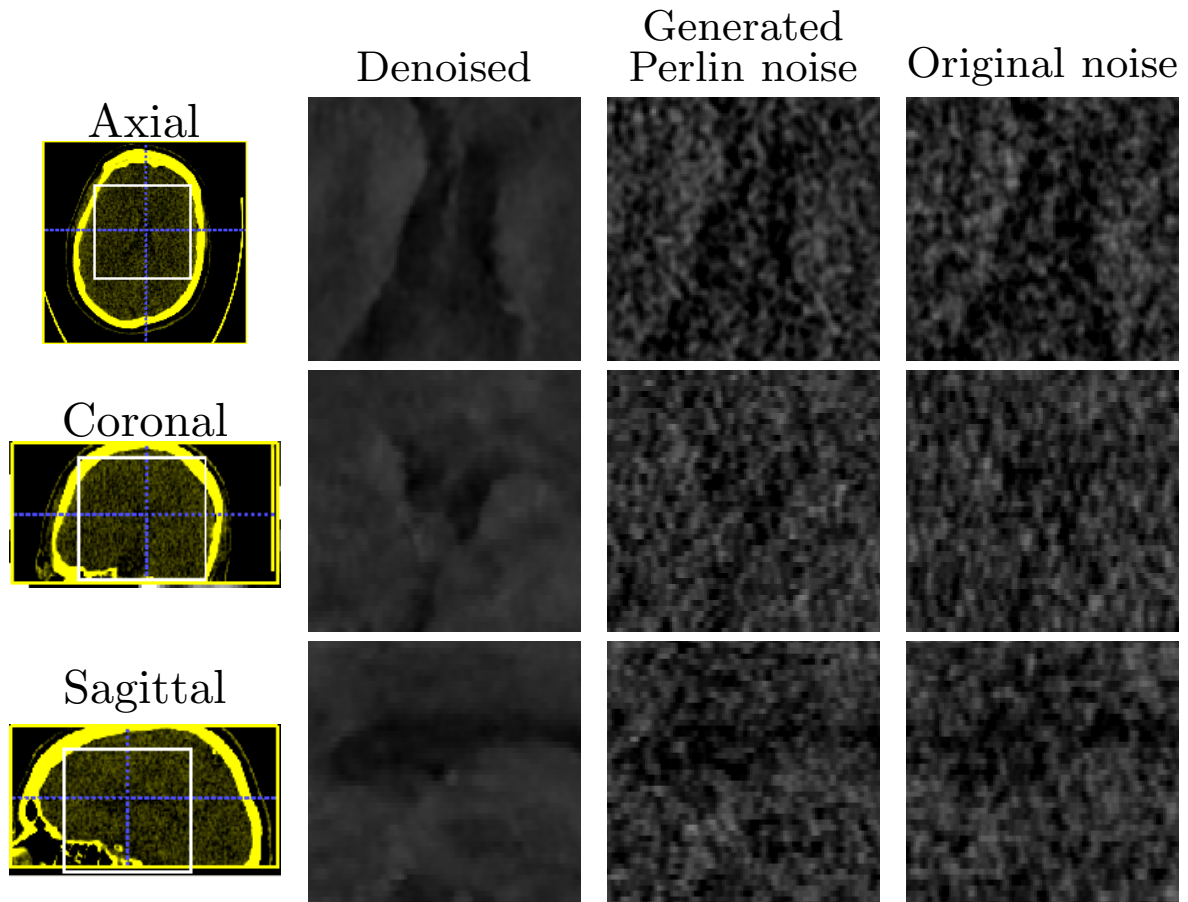 Generated
Denoised Perlin noise Original noise
Axial
Coronal
Sagittal